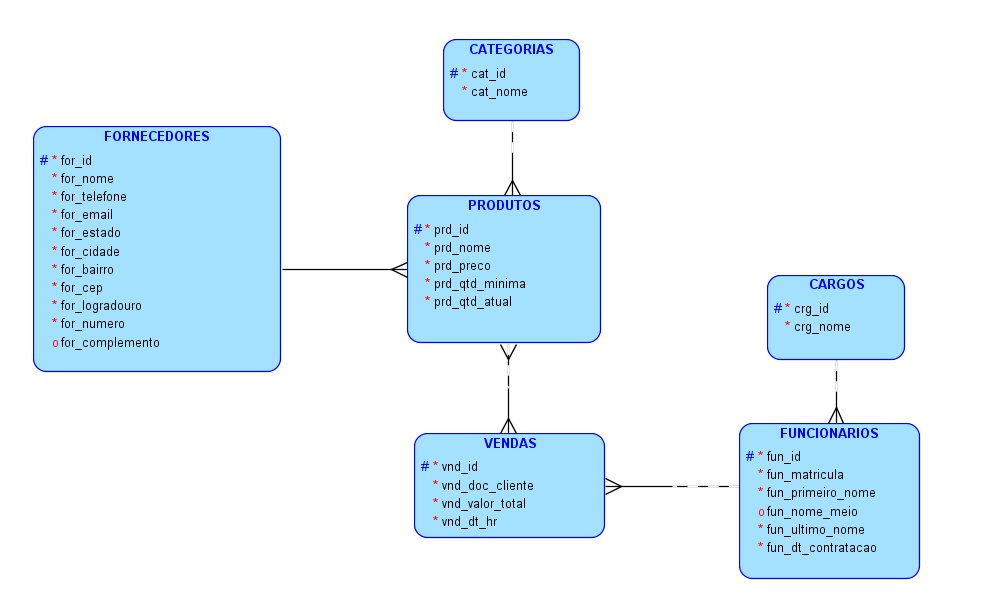 CATEGORIAS
# * cat_id
* cat_nome
FORNECEDORES
# * for_id
* for_nome
* for_telefone
* for_email
* for_estado
* for_cidade
* for_bairro
* for_cep
* for_logradouro
* for_numero
o for_complemento
PRODUTOS
# * prd_id
* prd_nome
* prd_preco
* prd_qtd_minima
* prd_qtd_atual
CARGOS
# * crg_id
* crg_nome
VENDAS
# * vnd_id
* vnd_doc_cliente
* vnd_valor_total
* vnd_dt_hr
FUNCIONARIOS
# * fun_id
* fun_matricula
* fun_primeiro_nome
o fun_nome_meio
* fun_ultimo_nome
* fun_dt_contratacao